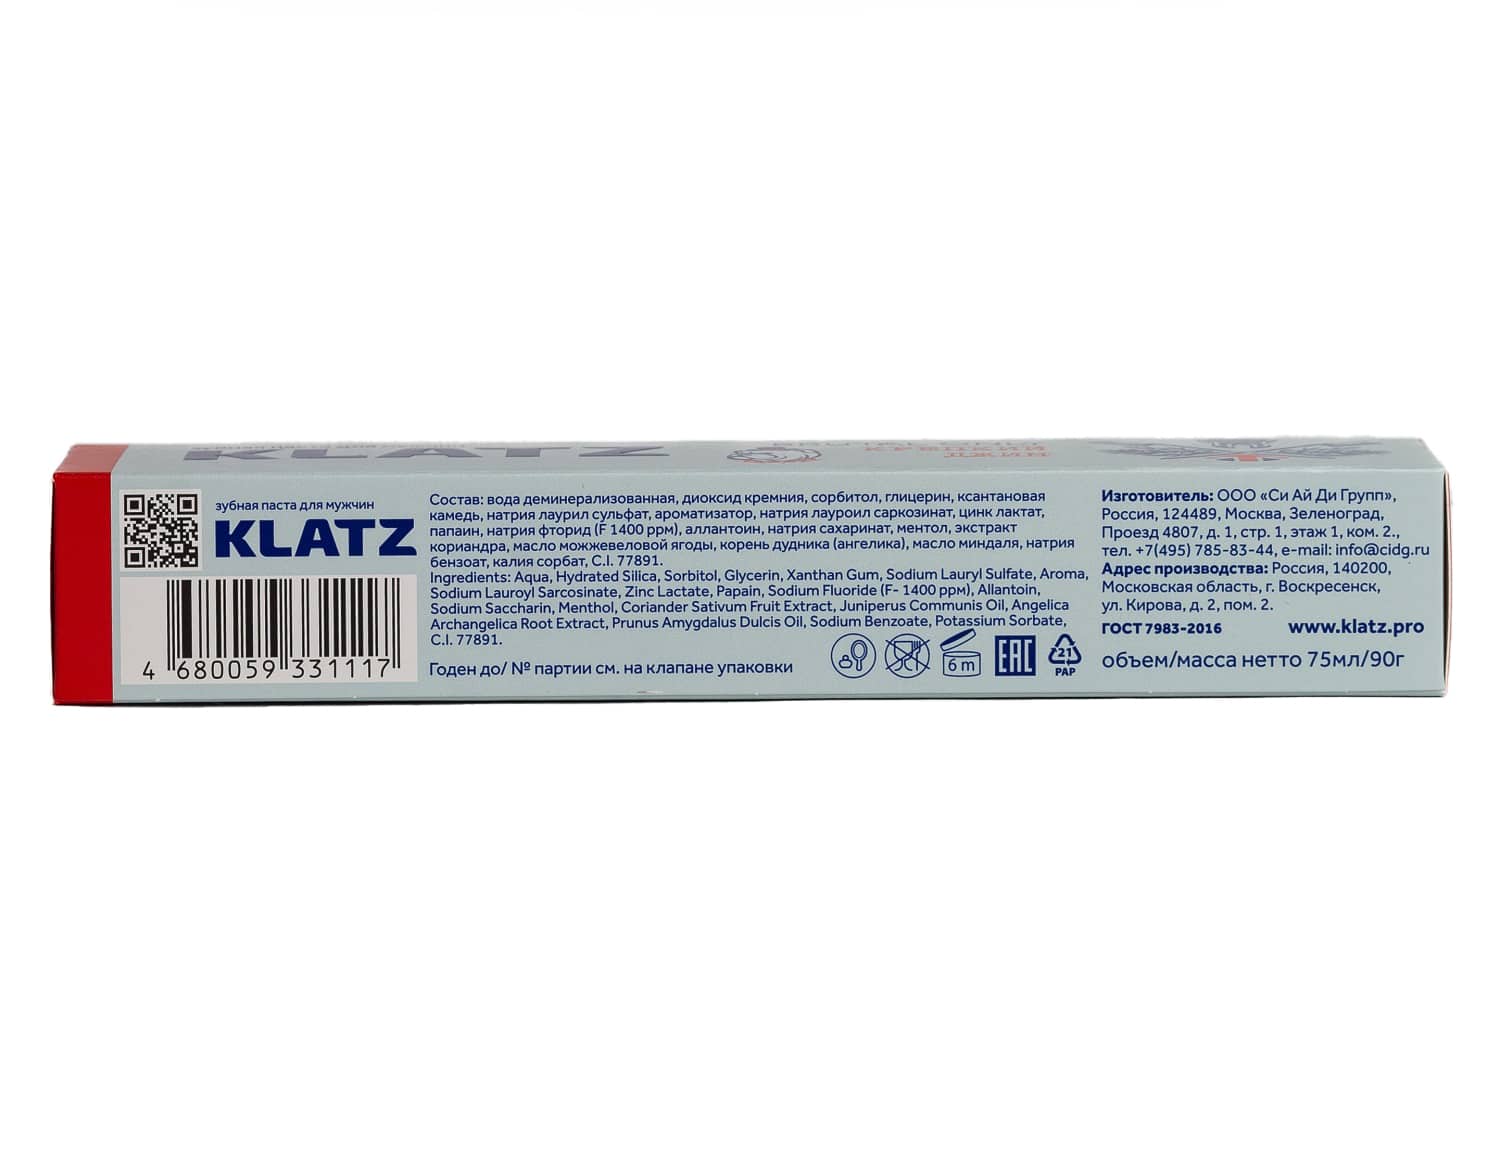 KLATZ
КРЕПКИЙ
ДЖИН
зубная паста для мужчин
KLATZ
4 680059 331117
Состав: вода деминерализованная, диоксид кремния, сорбитол, глицерин, ксантановая
камедь, натрия лаурил сульфат, ароматизатор, натрия лауроил саркозинат, цинк лактат,
папаин, натрия фторид (F 1400 ppm), аллантоин, натрия сахаринат, ментол, экстракт
кориандра, масло можжевеловой ягоды, корень дудника (ангелика), масло миндаля, натрия
бензоат, калия сорбат, C.I. 77891.
Ingredients: Aqua, Hydrated Silica, Sorbitol, Glycerin, Xanthan Gum, Sodium Lauryl Sulfate, Aroma,
Sodium Lauroyl Sarcosinate, Zinc Lactate, Papain, Sodium Fluoride (F- 1400 ppm), Allantoin,
Sodium Saccharin, Menthol, Coriander Sativum Fruit Extract, Juniperus Communis Oil, Angelica
Archangelica Root Extract, Prunus Amygdalus Dulcis Oil, Sodium Benzoate, Potassium Sorbate,
C.I. 77891.
Годен до/ № партии см. на клапане упаковки
6 m
EAC
21
PAP
Изготовитель: ООО «Си Ай Ди Групп»,
Россия, 124489, Москва, Зеленоград,
Проезд 4807, д. 1, стр. 1, этаж 1, ком. 2.,
тел. +7(495) 785-83-44, e-mail: info@cidg.ru
Адрес производства: Россия, 140200,
Московская область, г. Воскресенск,
ул. Кирова, д. 2, пом. 2.
ГОСТ 7983-2016 www.klatz.pro
объем/масса нетто 75мл/90г